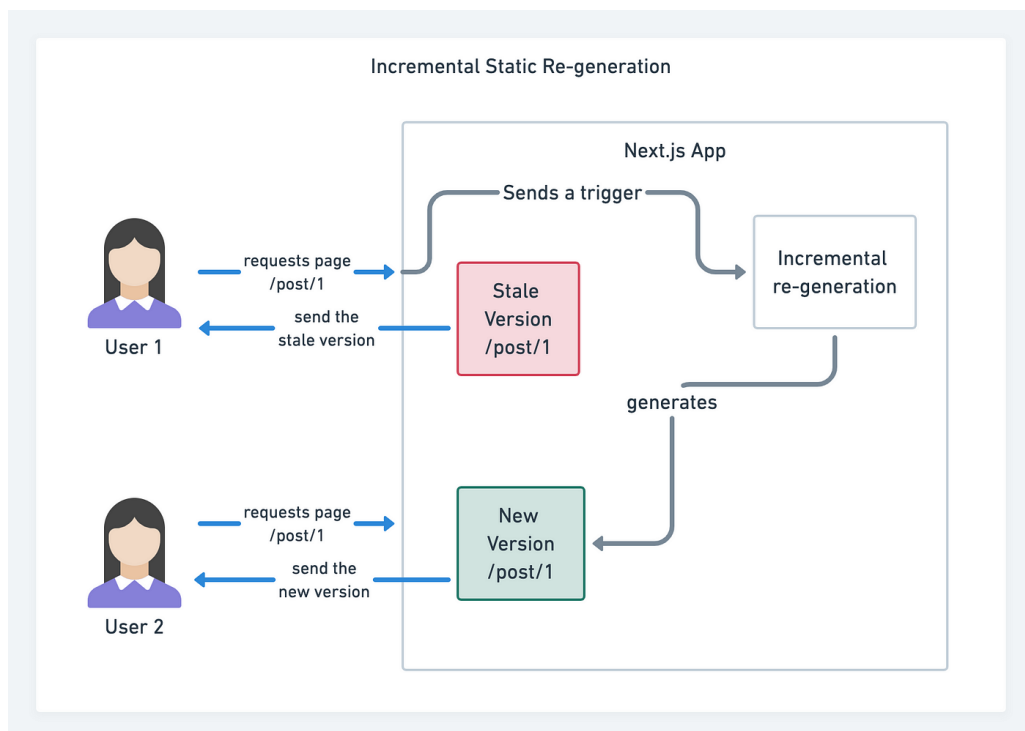 Incremental Static Re-generation
Next.js App
Sends a trigger
requests page
/post/1
send the
stale version
User 1
Stale
Version
/post/1
Incremental
re-generation
generates
requests page
/post/1
send the
new version
User 2
New
Version
/post/1